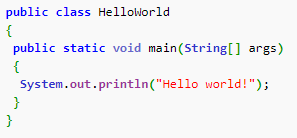 public class HelloWorld
{
 public static void main(String[] args)
 {
  System.out.println("Hello world!");
 }
}